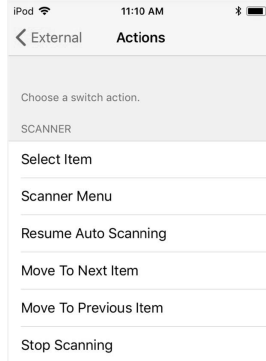 iPod 11:10 AM
External Actions
Choose a switch action.
SCANNER
Select Item
Scanner Menu
Resume Auto Scanning
Move To Next Item
Move To Previous Item
Stop Scanning